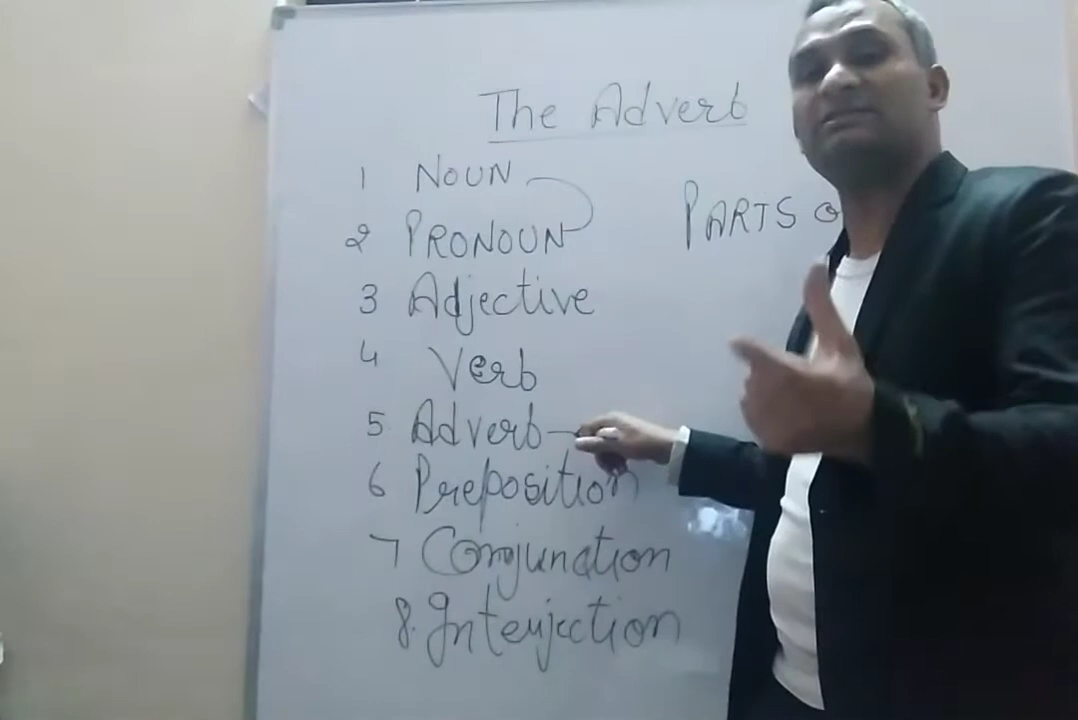 The Adverb
1 NOUN
2 PRONOUN
PARTS
3 Adjective
4 Verb
5 Adverb
6 Preposition
7 Conjunction
8. Interjection